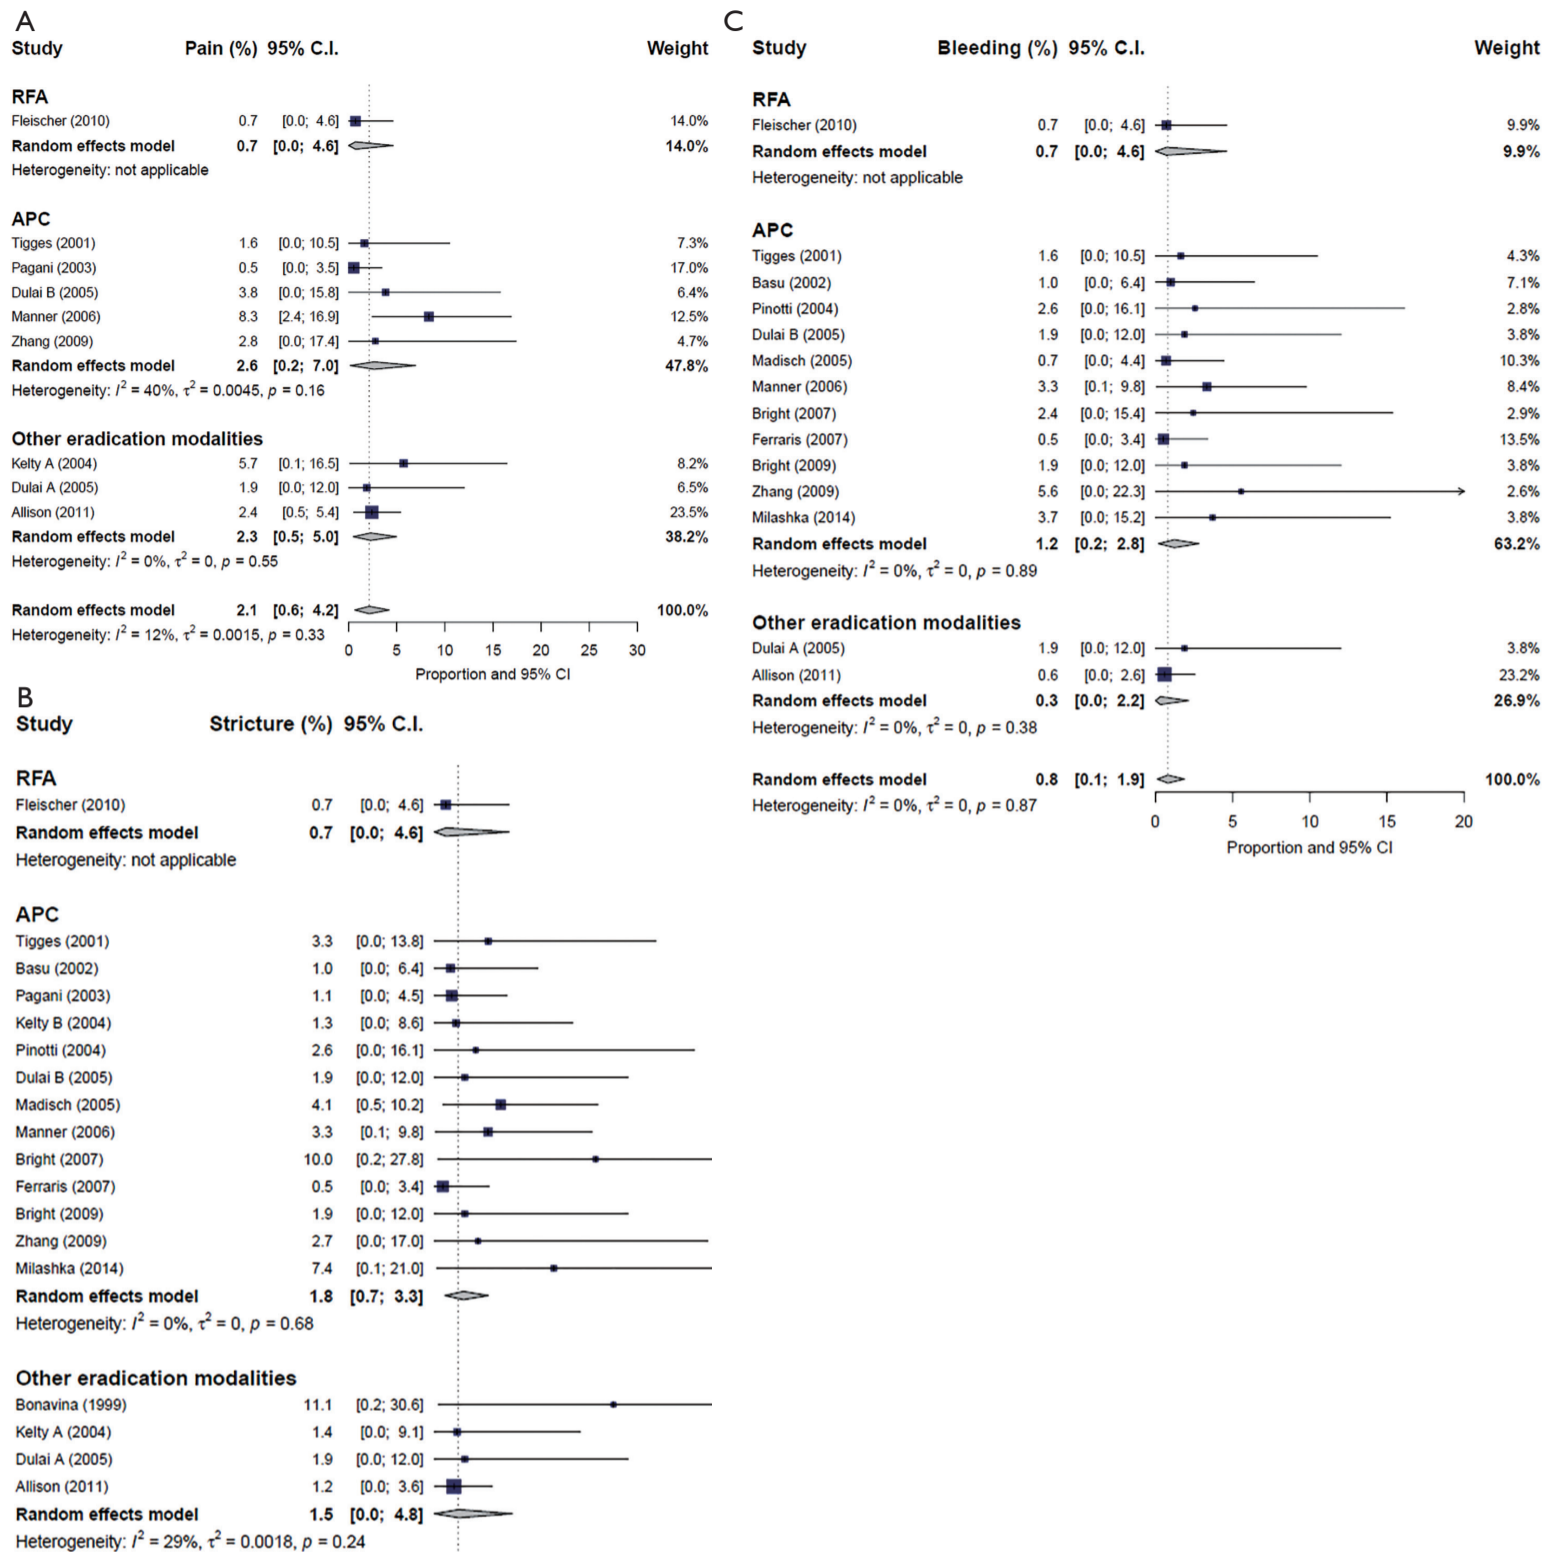 A
Study Pain (%) 95% C.I. Weight
RFA
Fleischer (2010) 0.7 [0.0; 4.6] 14.0%
Random effects model 0.7 [0.0; 4.6] 14.0%
Heterogeneity: not applicable
APC
Tigges (2001) 1.6 [0.0; 10.5] 7.3%
Pagani (2003) 0.5 [0.0; 3.5] 17.0%
Dulai B (2005) 3.8 [0.0; 15.8] 6.4%
Manner (2006) 8.3 [2.4; 16.9] 12.5%
Zhang (2009) 2.8 [0.0; 17.4] 4.7%
Random effects model 2.6 [0.2; 7.0] 47.8%
Heterogeneity: I² = 40%, τ² = 0.0045, p = 0.16
Other eradication modalities
Kelty A (2004) 5.7 [0.1; 16.5] 8.2%
Dulai A (2005) 1.9 [0.0; 12.0] 6.5%
Allison (2011) 2.4 [0.5; 5.4] 23.5%
Random effects model 2.3 [0.5; 5.0] 38.2%
Heterogeneity: I² = 0%, τ² = 0, p = 0.55
Random effects model 2.1 [0.6; 4.2] 100.0%
Heterogeneity: I² = 12%, τ² = 0.0015, p = 0.33
0 5 10 15 20 25 30
Proportion and 95% CI
B
Study Stricture (%) 95% C.I.
RFA
Fleischer (2010) 0.7 [0.0; 4.6]
Random effects model 0.7 [0.0; 4.6]
Heterogeneity: not applicable
APC
Tigges (2001) 3.3 [0.0; 13.8]
Basu (2002) 1.0 [0.0; 6.4]
Pagani (2003) 1.1 [0.0; 4.5]
Kelty B (2004) 1.3 [0.0; 8.6]
Pinotti (2004) 2.6 [0.0; 16.1]
Dulai B (2005) 1.9 [0.0; 12.0]
Madisch (2005) 4.1 [0.5; 10.2]
Manner (2006) 3.3 [0.1; 9.8]
Bright (2007) 10.0 [0.2; 27.8]
Ferraris (2007) 0.5 [0.0; 3.4]
Bright (2009) 1.9 [0.0; 12.0]
Zhang (2009) 2.7 [0.0; 17.0]
Milashka (2014) 7.4 [0.1; 21.0]
Random effects model 1.8 [0.7; 3.3]
Heterogeneity: I² = 0%, τ² = 0, p = 0.68
Other eradication modalities
Bonavina (1999) 11.1 [0.2; 30.6]
Kelty A (2004) 1.4 [0.0; 9.1]
Dulai A (2005) 1.9 [0.0; 12.0]
Allison (2011) 1.2 [0.0; 3.6]
Random effects model 1.5 [0.0; 4.8]
Heterogeneity: I² = 29%, τ² = 0.0018, p = 0.24
C
Study Bleeding (%) 95% C.I. Weight
RFA
Fleischer (2010) 0.7 [0.0; 4.6] 9.9%
Random effects model 0.7 [0.0; 4.6] 9.9%
Heterogeneity: not applicable
APC
Tigges (2001) 1.6 [0.0; 10.5] 4.3%
Basu (2002) 1.0 [0.0; 6.4] 7.1%
Pinotti (2004) 2.6 [0.0; 16.1] 2.8%
Dulai B (2005) 1.9 [0.0; 12.0] 3.8%
Madisch (2005) 0.7 [0.0; 4.4] 10.3%
Manner (2006) 3.3 [0.1; 9.8] 8.4%
Bright (2007) 2.4 [0.0; 15.4] 2.9%
Ferraris (2007) 0.5 [0.0; 3.4] 13.5%
Bright (2009) 1.9 [0.0; 12.0] 3.8%
Zhang (2009) 5.6 [0.0; 22.3] 2.6%
Milashka (2014) 3.7 [0.0; 15.2] 3.8%
Random effects model 1.2 [0.2; 2.8] 63.2%
Heterogeneity: I² = 0%, τ² = 0, p = 0.89
Other eradication modalities
Dulai A (2005) 1.9 [0.0; 12.0] 3.8%
Allison (2011) 0.6 [0.0; 2.6] 23.2%
Random effects model 0.3 [0.0; 2.2] 26.9%
Heterogeneity: I² = 0%, τ² = 0, p = 0.38
Random effects model 0.8 [0.1; 1.9] 100.0%
Heterogeneity: I² = 0%, τ² = 0, p = 0.87
0 5 10 15 20
Proportion and 95% CI